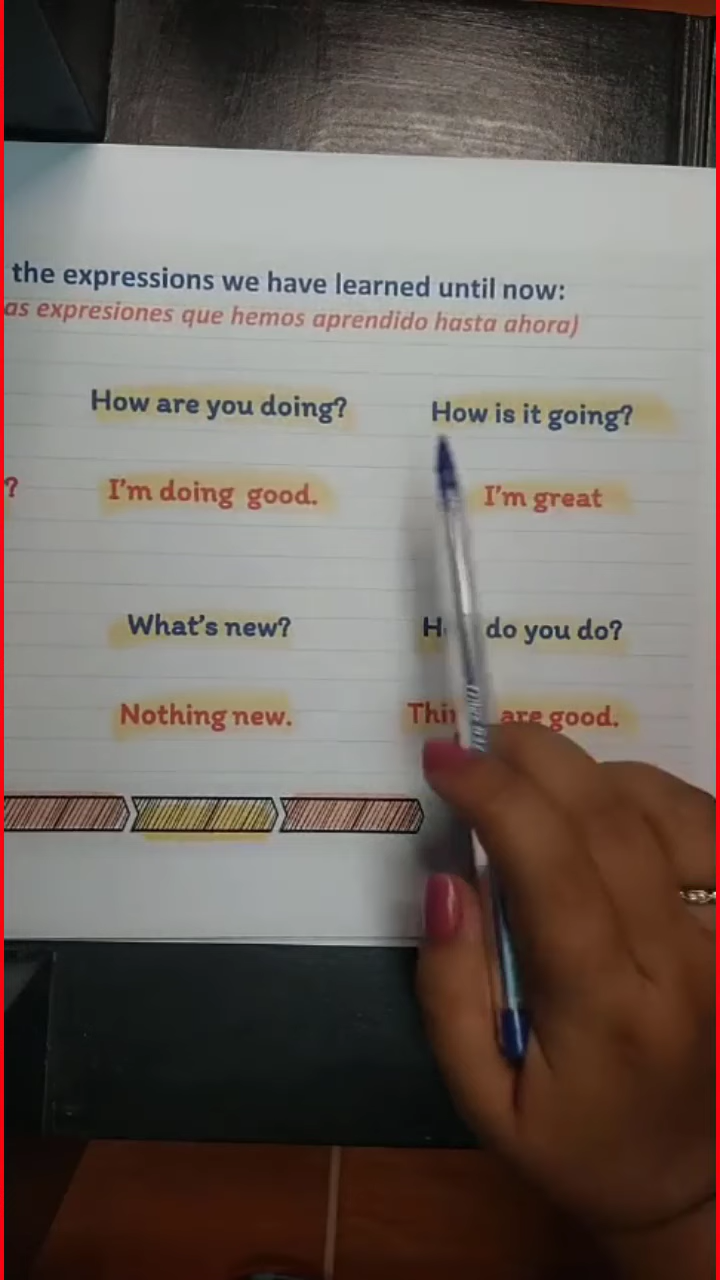 the expressions we have learned until now:
as expresiones que hemos aprendido hasta ahora)
How are you doing? How is it going?
? I'm doing good. I'm great
What's new? do you do?
Nothing new. are good.